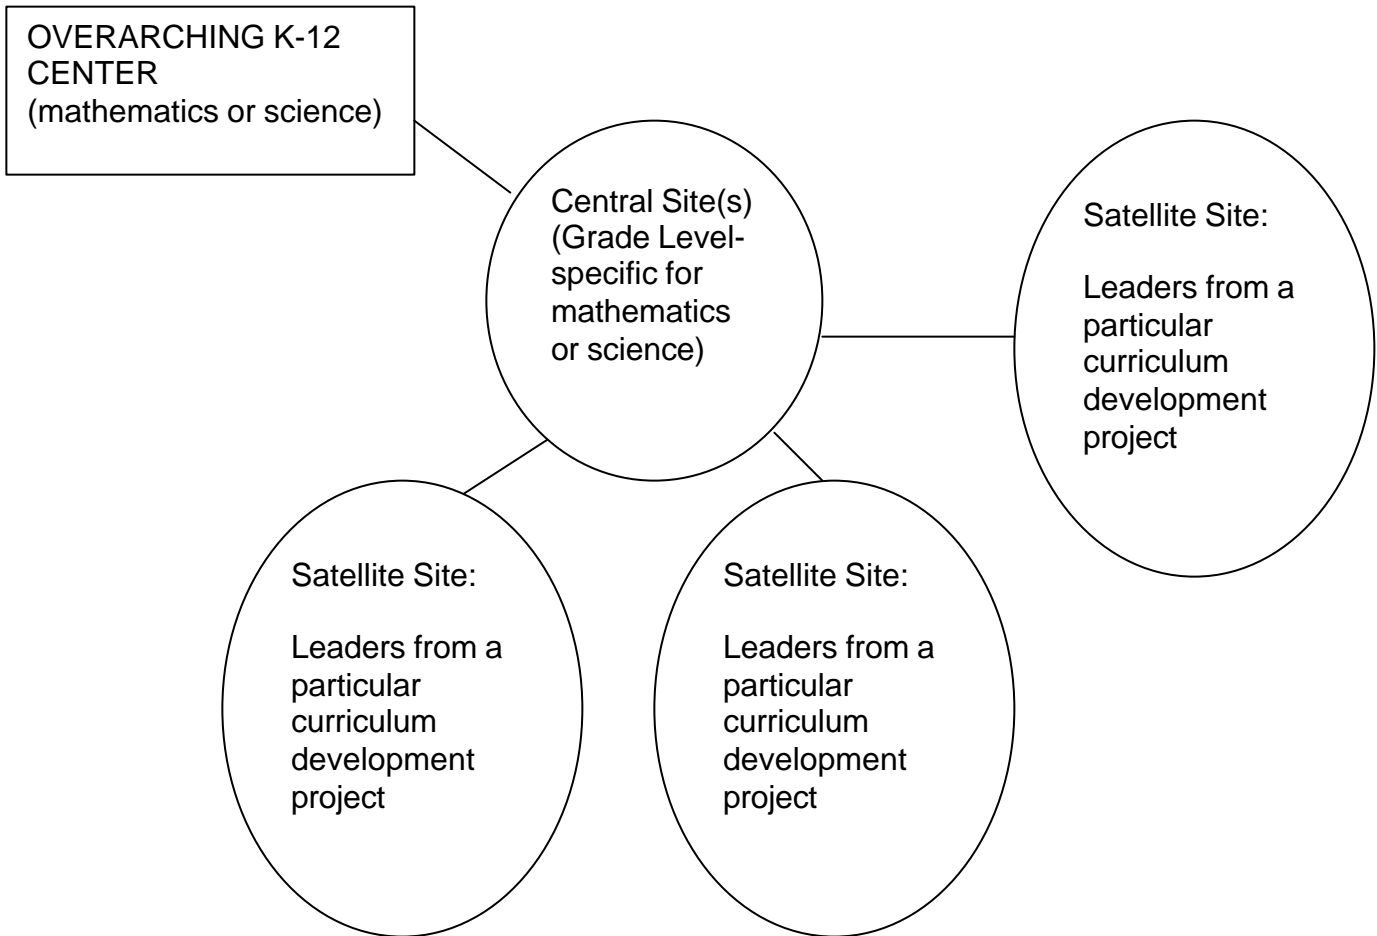 OVERARCHING K-12
CENTER
(mathematics or science)
Central Site(s)
(Grade Level-
specific for
mathematics
or science)
Satellite Site:
Leaders from a
particular
curriculum
development
project
Satellite Site:
Leaders from a
particular
curriculum
development
project
Satellite Site:
Leaders from a
particular
curriculum
development
project